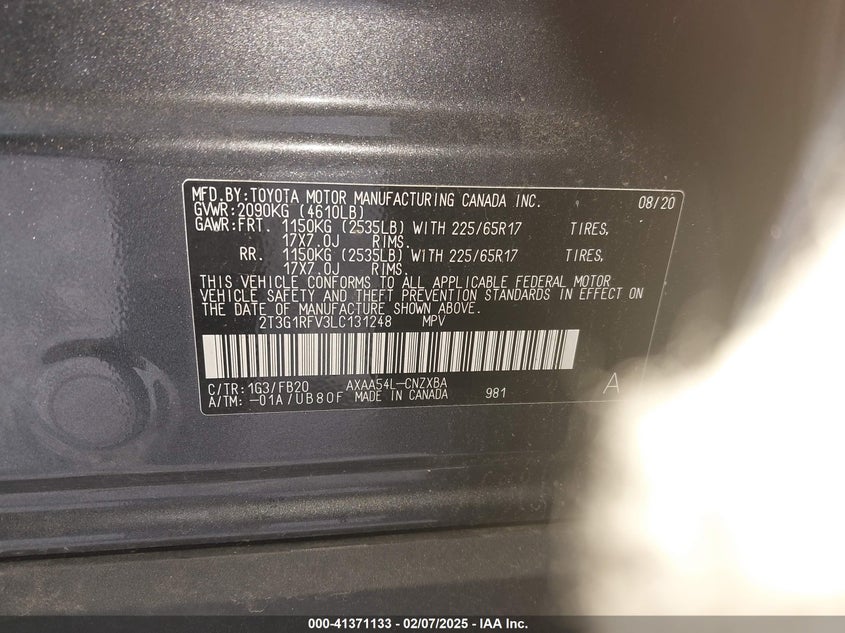 MFD.BY:TOYOTA MOTOR MANUFACTURING CANADA INC. 08/20
GVWR:2090KG (4610LB)
GAWR:FRT. 1150KG (2535LB) WITH 225/65R17 TIRES,
17X7.0J RIMS.
RR. 1150KG (2535LB) WITH 225/65R17 TIRES,
17X7.0J RIMS.
THIS VEHICLE CONFORMS TO ALL APPLICABLE FEDERAL MOTOR
VEHICLE SAFETY AND THEFT PREVENTION STANDARDS IN EFFECT ON
THE DATE OF MANUFACTURE SHOWN ABOVE.
2T3G1RFV3LC131248 MPV
C/TR:1G3/FB20 AXAA54L-CNZXBA
A/TM:-01A/UB80F MADE IN CANADA 981 A
000-41371133 — 02/07/2025 — IAA Inc.